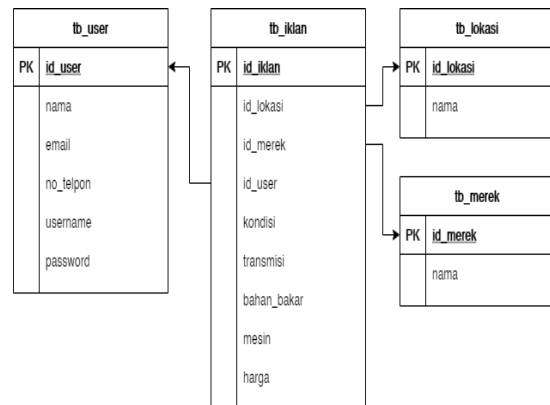 tb_user
PK id_user
nama
email
no_telpon
username
password
tb_iklan
PK id_iklan
id_lokasi
id_merek
id_user
kondisi
transmisi
bahan_bakar
mesin
harga
tb_lokasi
PK id_lokasi
nama
tb_merek
PK id_merek
nama